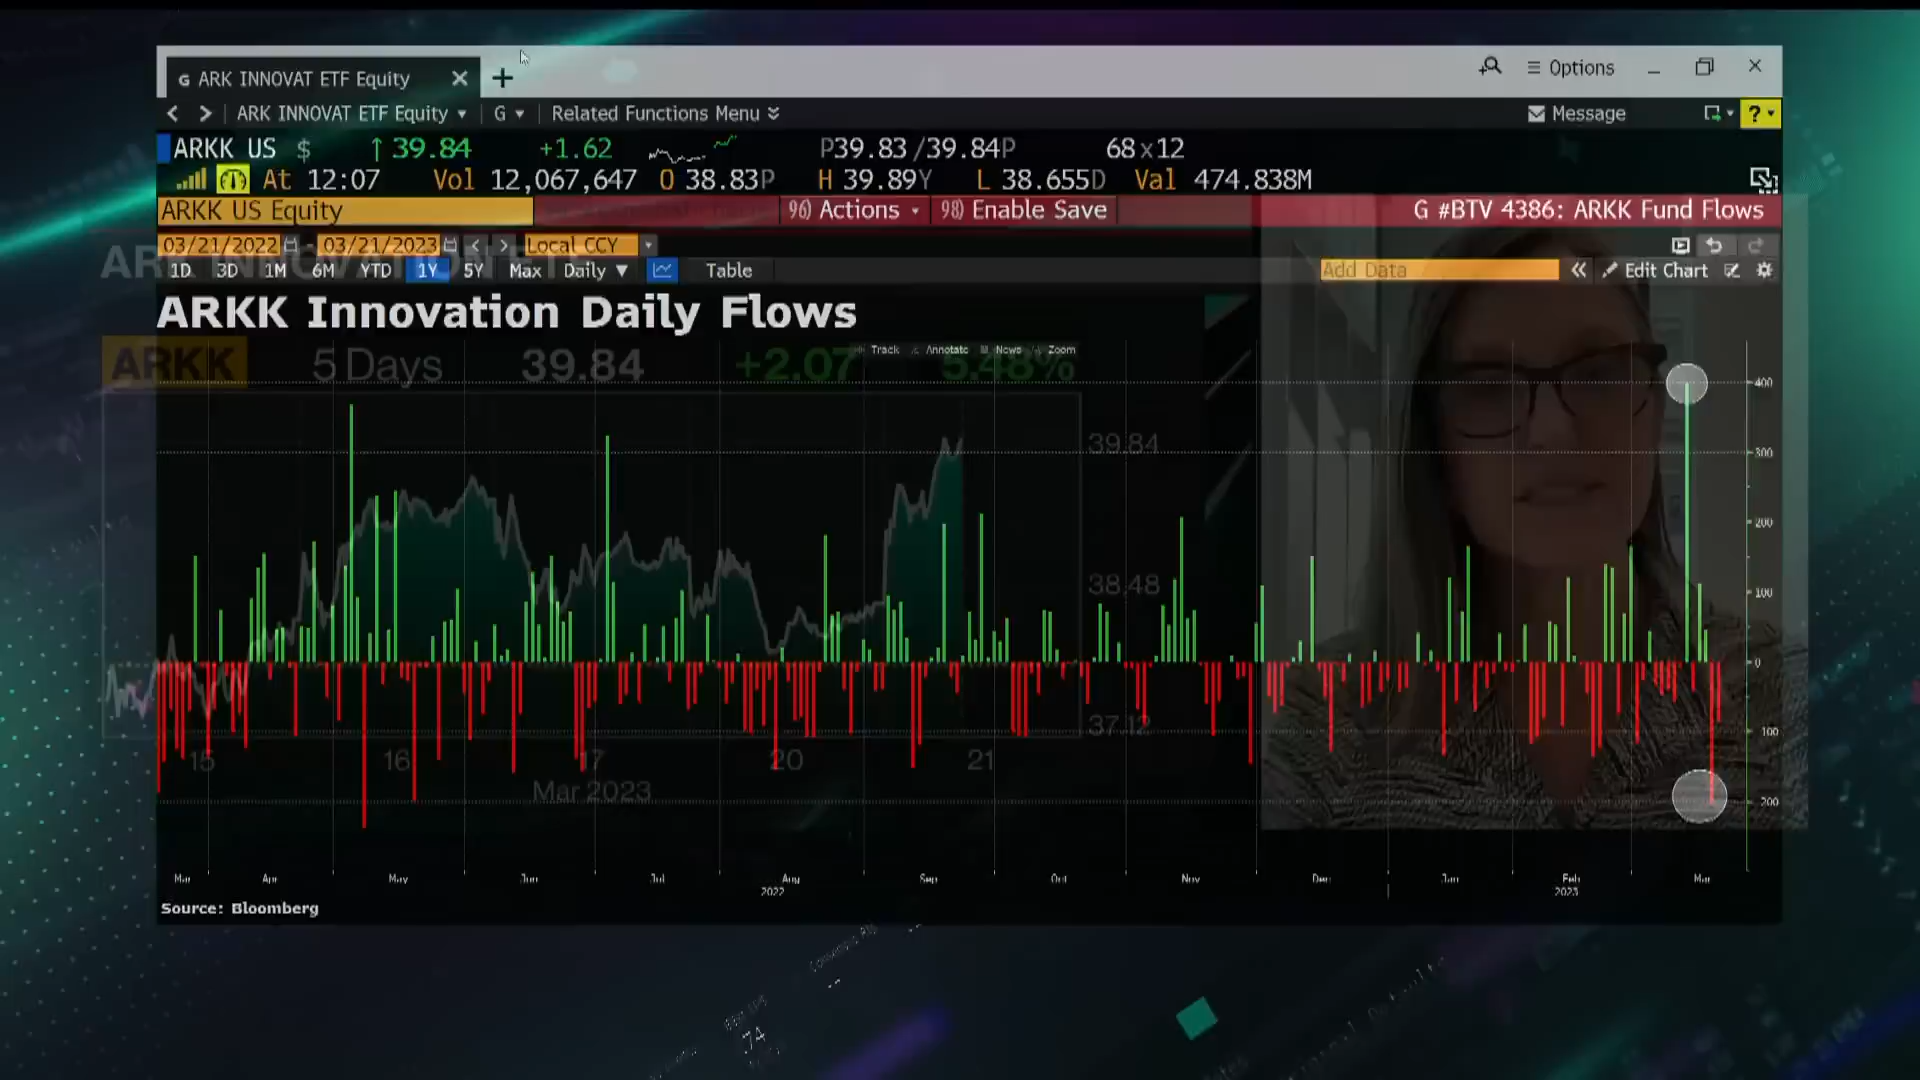 G ARK INNOVAT ETF Equity
Options
ARK INNOVAT ETF Equity G Related Functions Menu Message ?
ARKK US $ ↑ 39.84 +1.62 P39.83 /39.84P 68x12
At 12:07 Vol 12,067,647 O 38.83P H 39.89Y L 38.655D Val 474.838M
ARKK US Equity 96) Actions 98) Enable Save G #BTV 4386: ARKK Fund Flows
03/21/2022 - 03/21/2023 Local CCY
1D 3D 1M 6M YTD 1Y 5Y Max Daily ▼ Table Add Data « Edit Chart
ARKK Innovation Daily Flows
Track Annotate News Zoom
ARKK 5 Days 39.84 +2.07 5.48%
400
39.84
300
200
38.48
100
0
37.12
100
15 16 17 20 21
Mar 2023
200
Mar Apr May Jun Jul Aug Sep Oct Nov Dec Jan Feb Mar
2022 2023
Source: Bloomberg
74